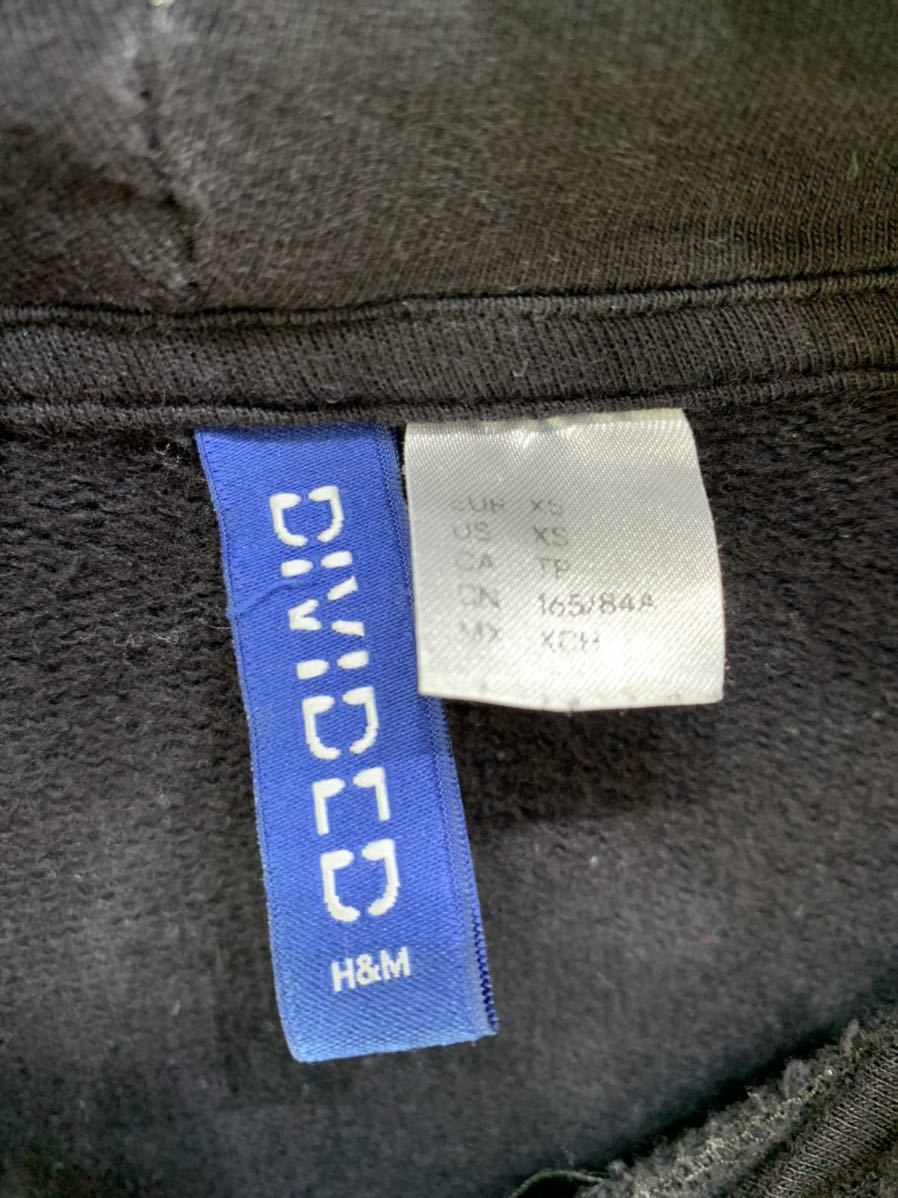 DIVIDED
H&M
EUR XS
US XS
CA TP
CN 165/84A
MX XCH